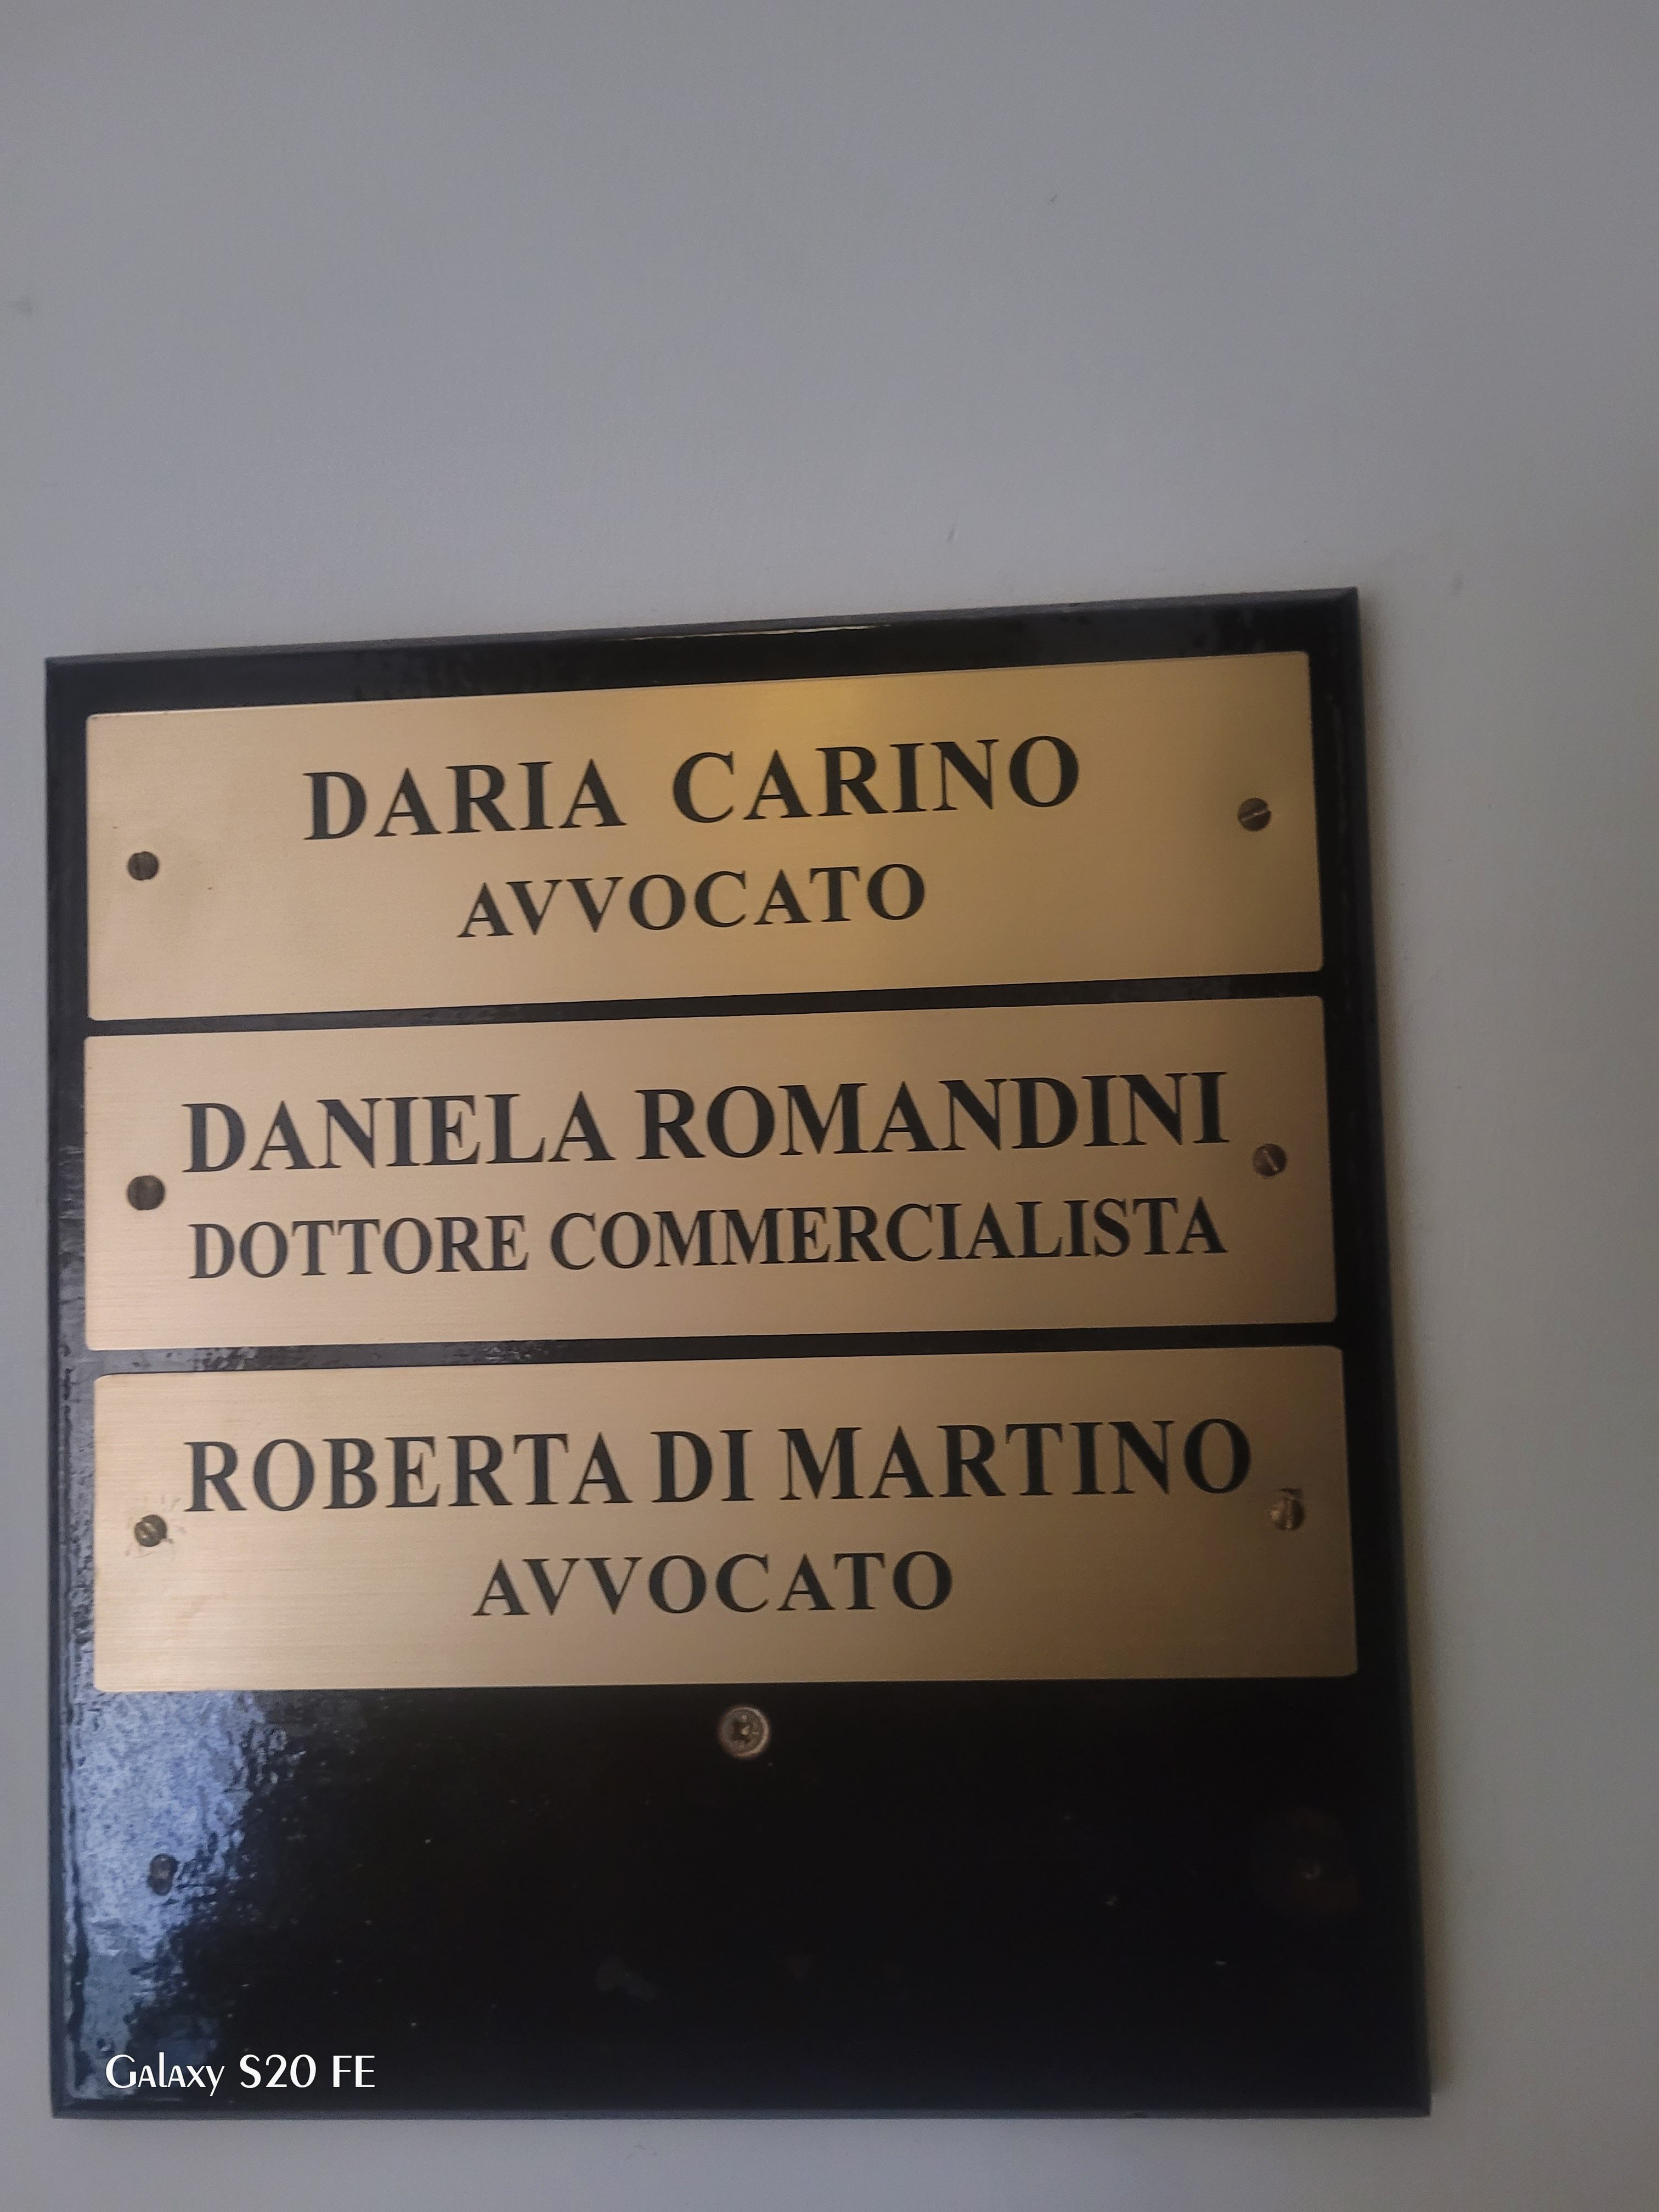 DARIA CARINO
AVVOCATO
DANIELA ROMANDINI
DOTTORE COMMERCIALISTA
ROBERTA DI MARTINO
AVVOCATO
Galaxy S20 FE